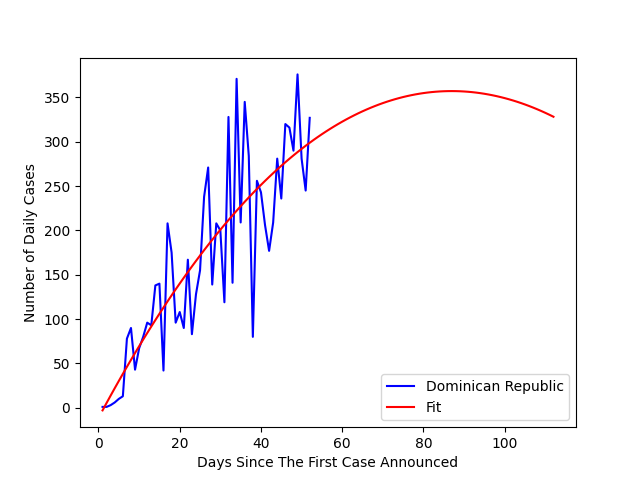 350
300
250
200
150
100
50
0
Number of Daily Cases
0 20 40 60 80 100
Days Since The First Case Announced
Dominican Republic
Fit